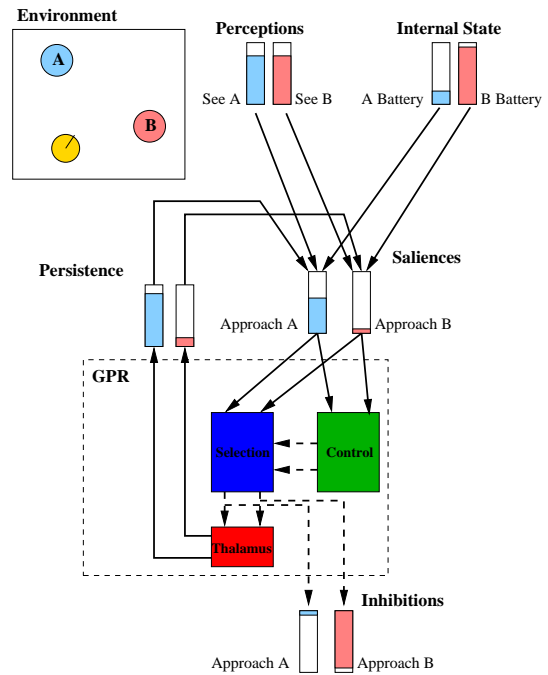 Environment
A
B
Perceptions
See A
See B
Internal State
A Battery
B Battery
Persistence
Saliences
Approach A
Approach B
GPR
Selection
Control
Thalamus
Inhibitions
Approach A
Approach B